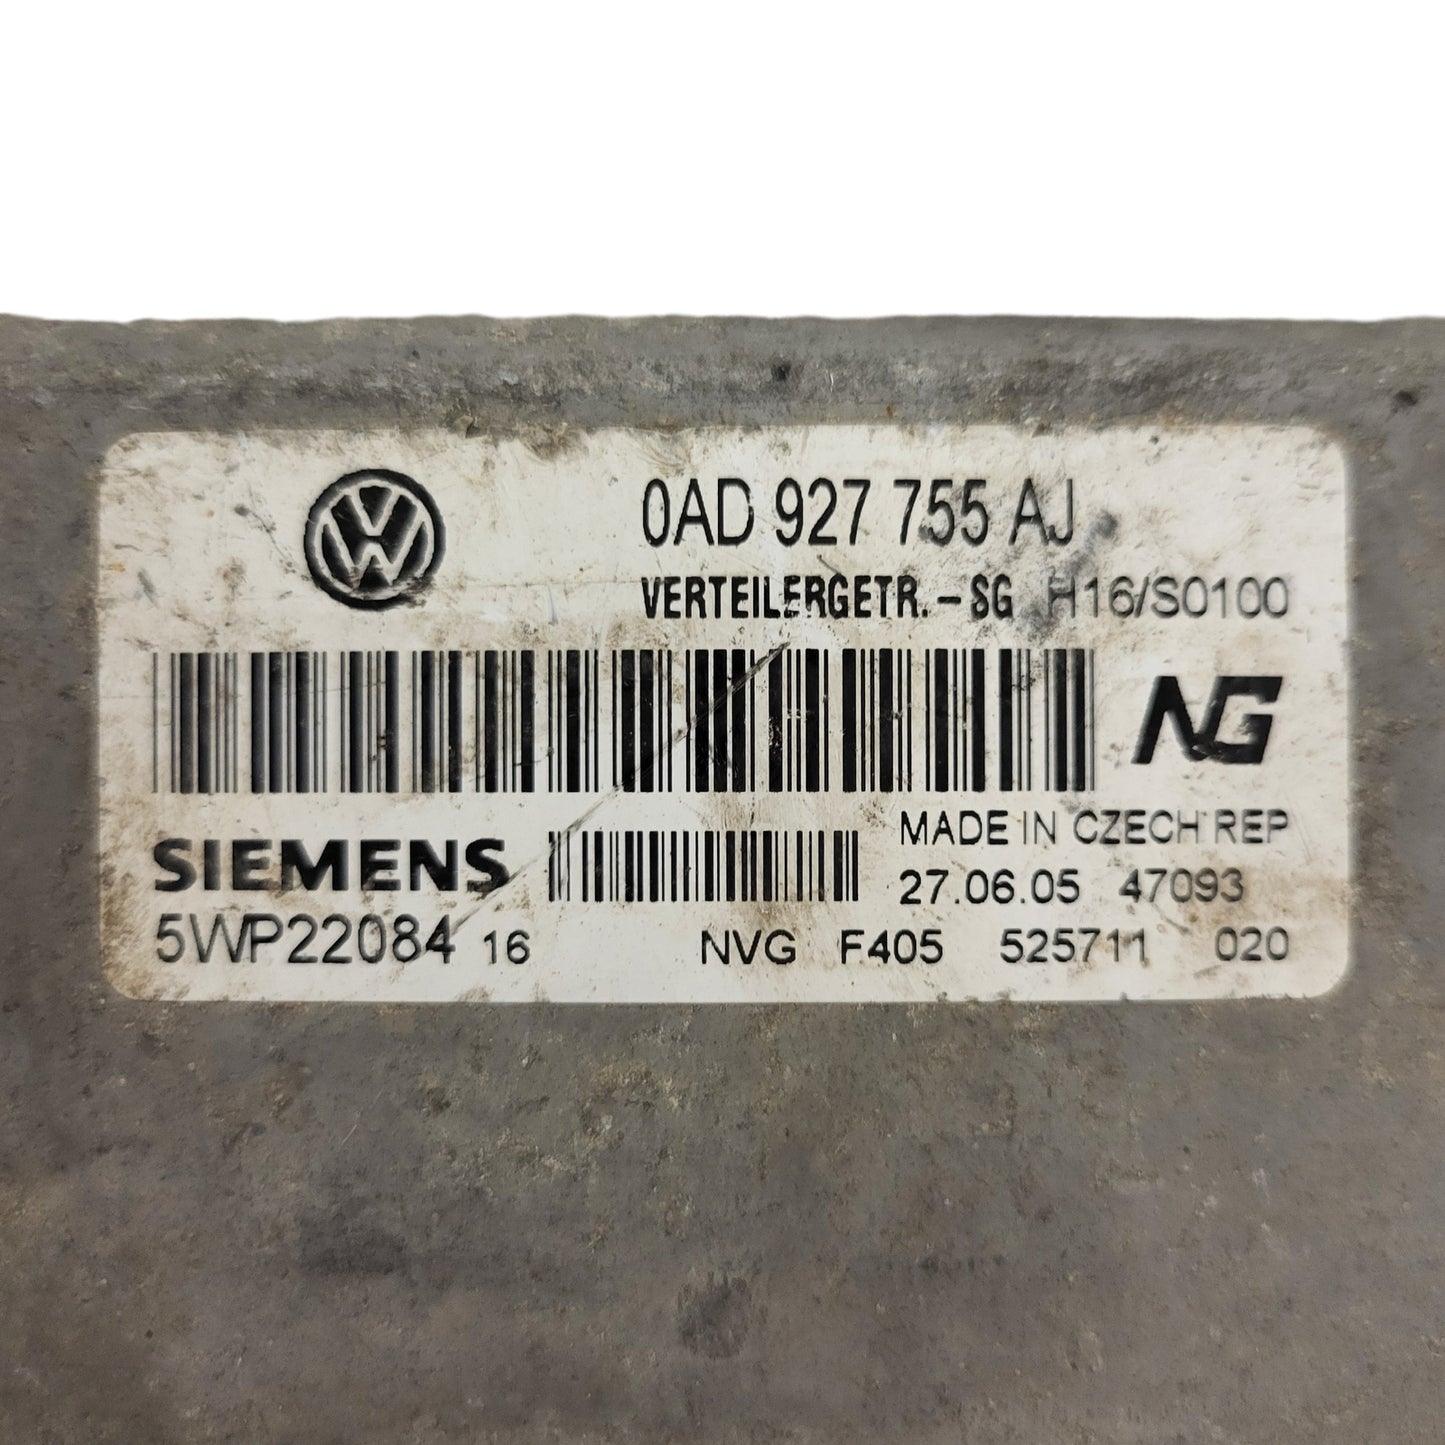 0AD 927 755 AJ
VERTEILERGETR.-SG H16/S0100
NG
MADE IN CZECH REP
SIEMENS
27.06.05 47093
5WP22084 16 NVG F405 525711 020